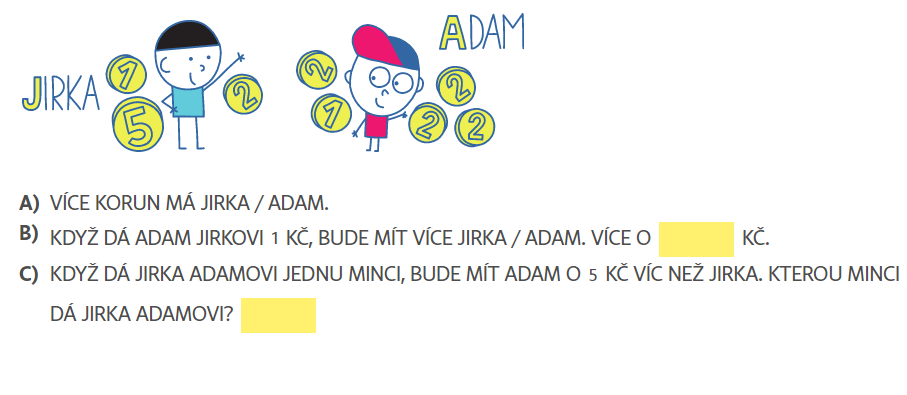 JIRKA
1
5
2
2
1
2
2
2
ADAM
A) VÍCE KORUN MÁ JIRKA / ADAM.
B) KDYŽ DÁ ADAM JIRKOVI 1 KČ, BUDE MÍT VÍCE JIRKA / ADAM. VÍCE O KČ.
C) KDYŽ DÁ JIRKA ADAMOVI JEDNU MINCI, BUDE MÍT ADAM O 5 KČ VÍC NEŽ JIRKA. KTEROU MINCI
DÁ JIRKA ADAMOVI?